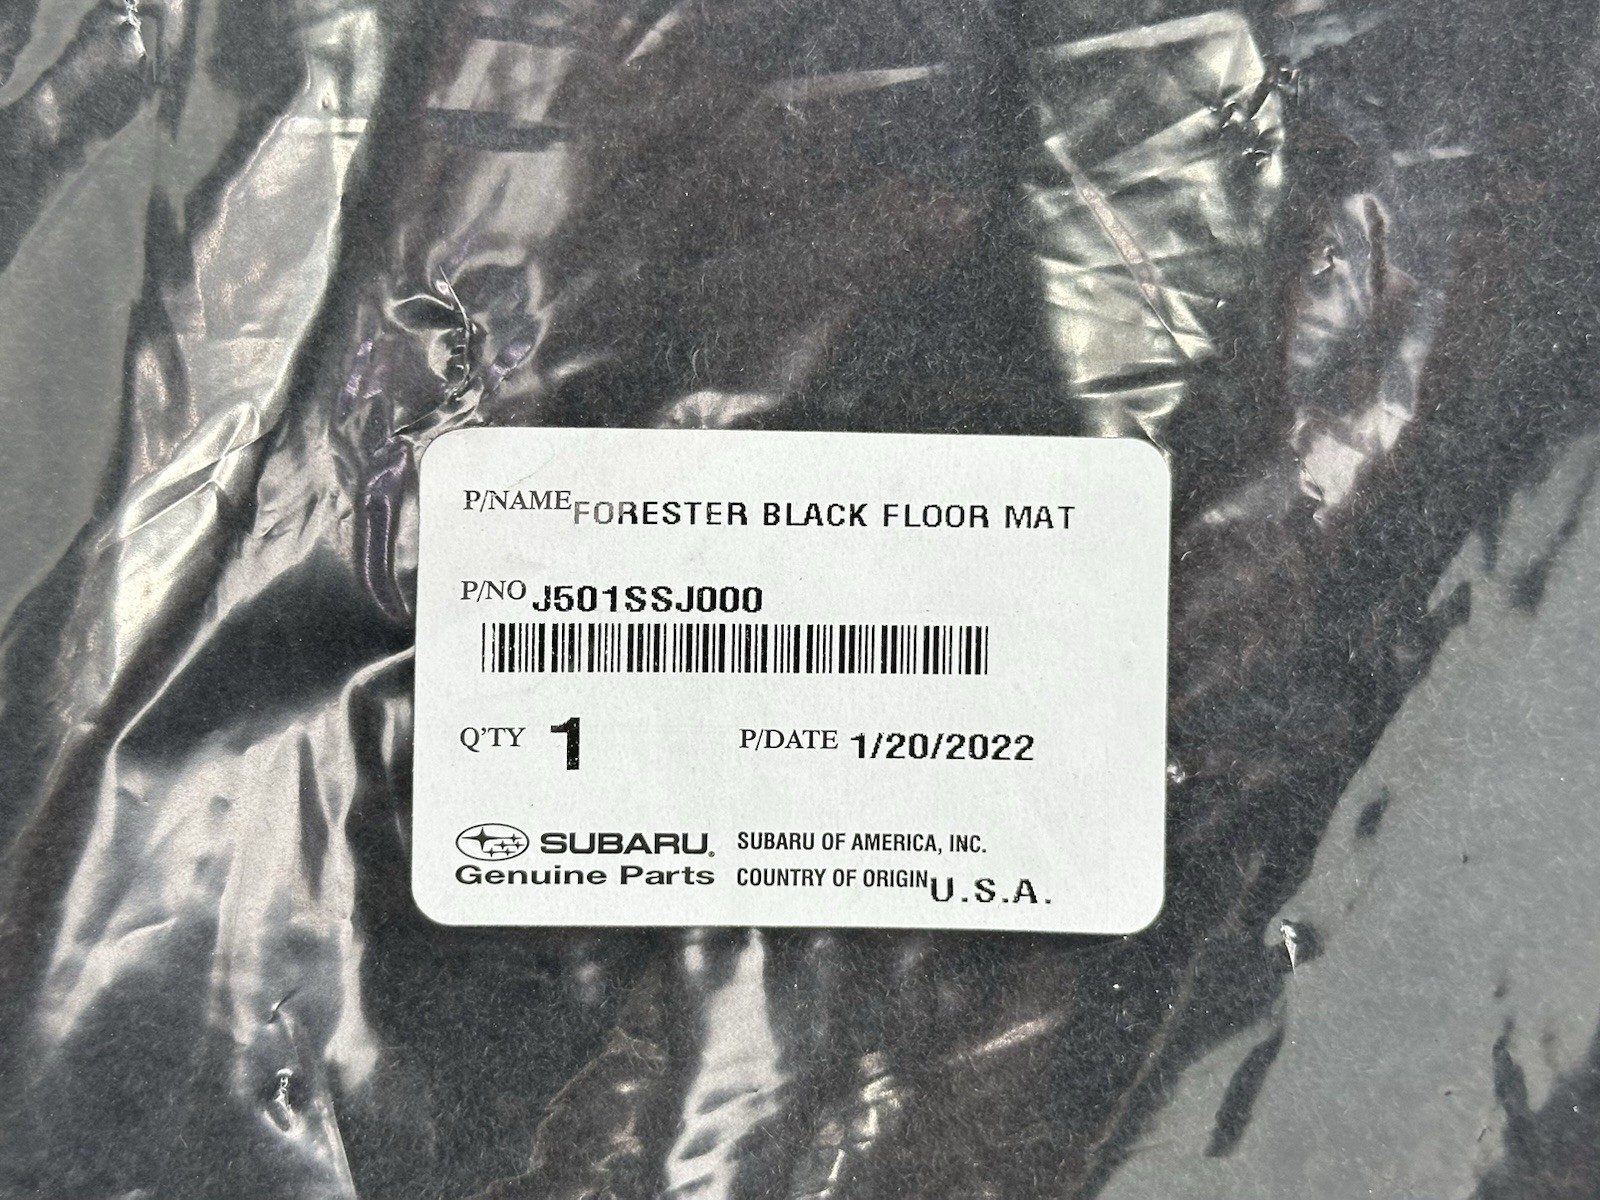 P/NAME FORESTER BLACK FLOOR MAT
P/NO J501SSJ000
Q'TY 1 P/DATE 1/20/2022
SUBARU® SUBARU OF AMERICA, INC.
Genuine Parts COUNTRY OF ORIGIN U.S.A.